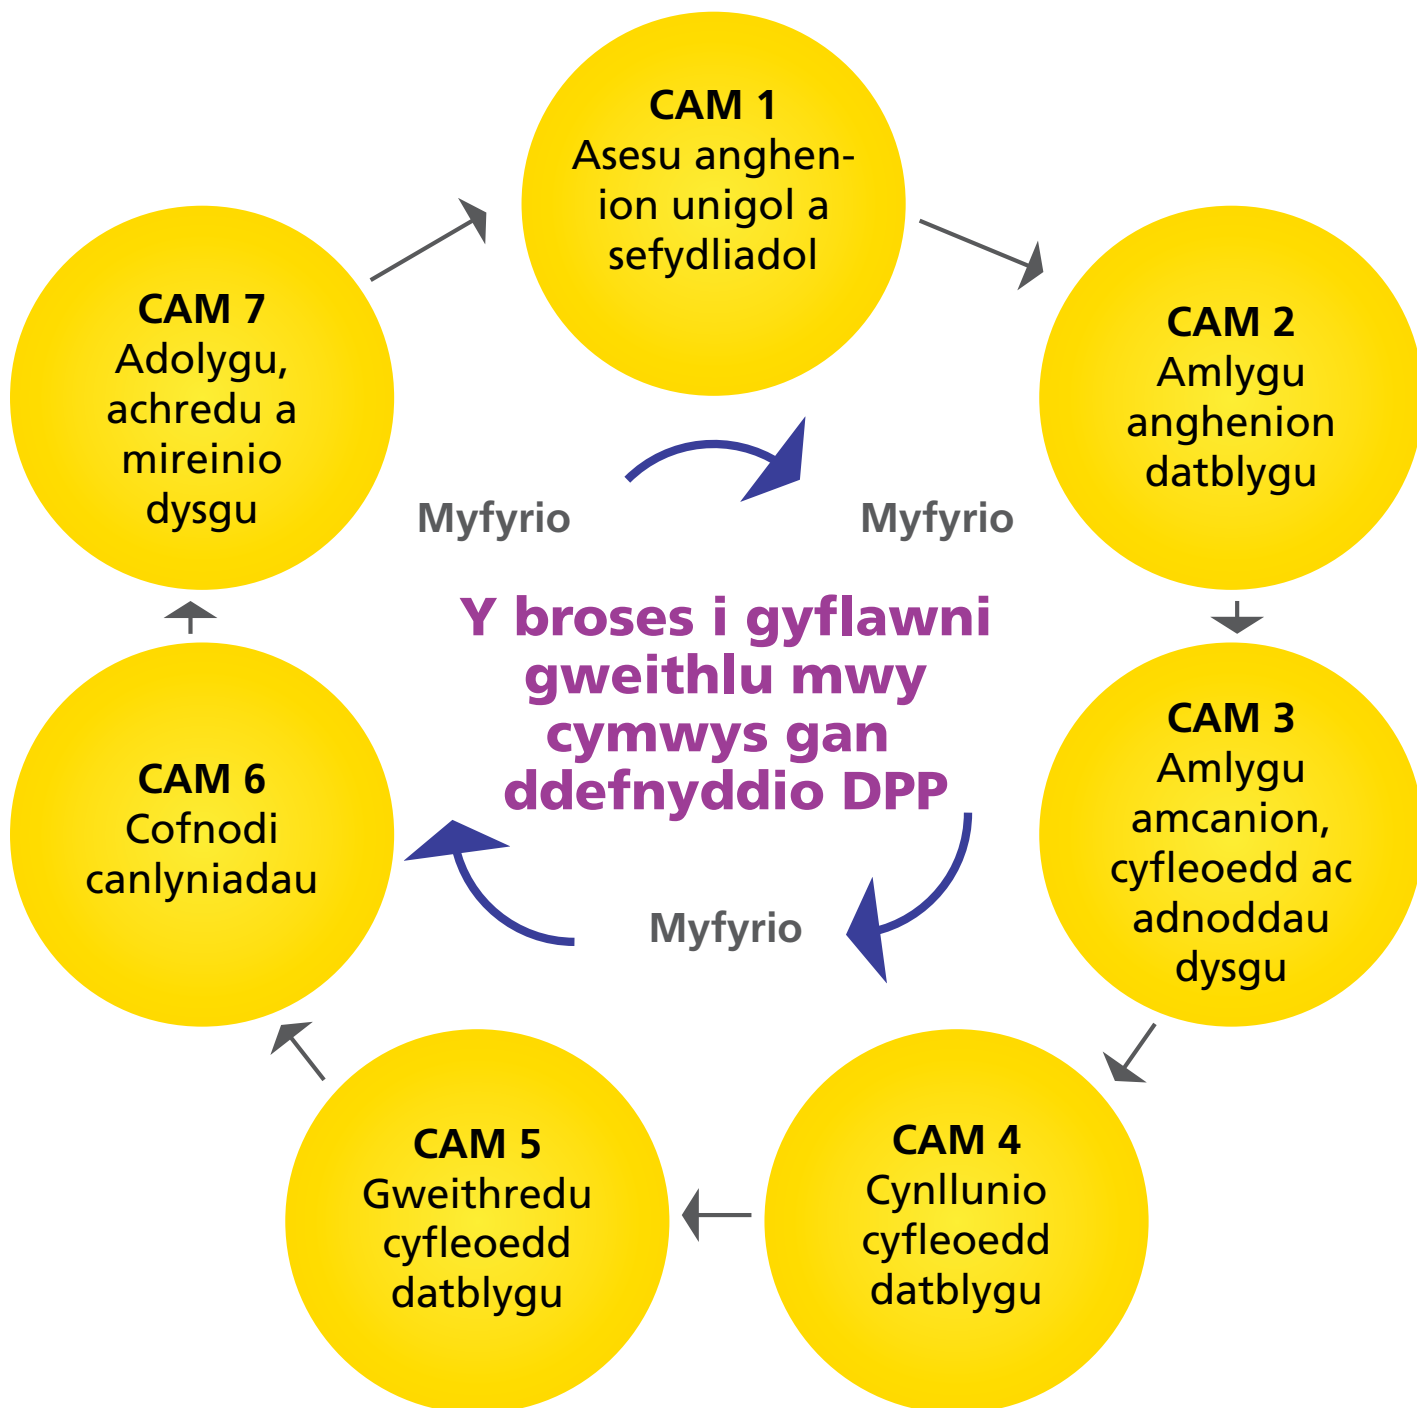 CAM 1
Asesu anghen-
ion unigol a
sefydliadol
CAM 2
Amlygu
anghenion
datblygu
CAM 3
Amlygu
amcanion,
cyfleoedd ac
adnoddau
dysgu
CAM 4
Cynllunio
cyfleoedd
datblygu
CAM 5
Gweithredu
cyfleoedd
datblygu
CAM 6
Cofnodi
canlyniadau
CAM 7
Adolygu,
achredu a
mireinio
dysgu
Myfyrio
Myfyrio
Y broses i gyflawni
gweithlu mwy
cymwys gan
ddefnyddio DPP
Myfyrio